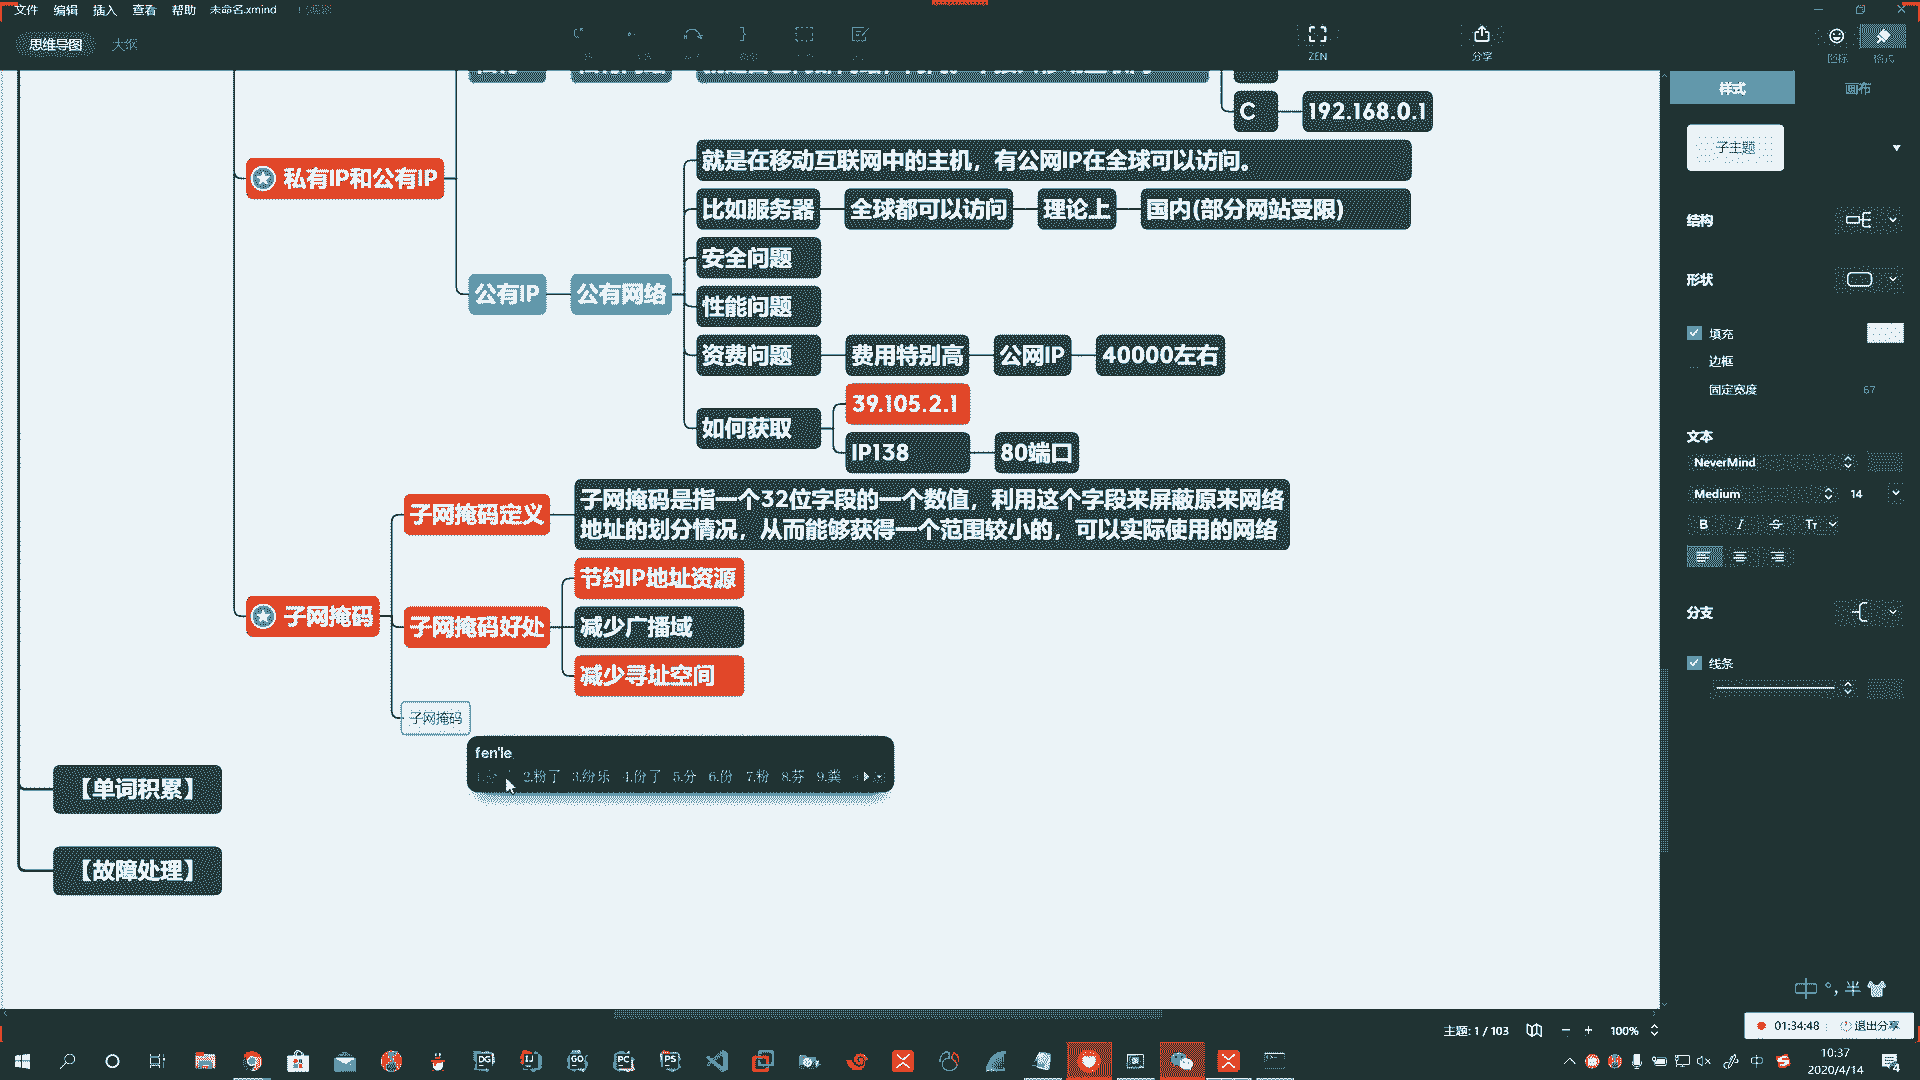 文件 编辑 插入 查看 帮助 未命名.xmind
思维导图 大纲
ZEN 分享 图标 格式
样式 画布
C 192.168.0.1
子主题
就是在移动互联网中的主机，有公网IP在全球可以访问。
私有IP和公有IP
比如服务器 全球都可以访问 理论上 国内(部分网站受限)
结构
安全问题
形状
公有IP 公有网络
性能问题
填充
资费问题 费用特别高 公网IP 40000左右
边框
固定宽度 67
39.105.2.1
如何获取
文本
IP138 80端口
NeverMind
Medium 14
B I S Tт
子网掩码定义
子网掩码是指一个32位字段的一个数值，利用这个字段来屏蔽原来网络
地址的划分情况，从而能够获得一个范围较小的，可以实际使用的网络
节约IP地址资源
子网掩码
子网掩码好处
减少广播域
分支
减少寻址空间
线条
子网掩码
fen'le
2.粉了 3.纷乐 4.份了 5.分 6.份 7.粉 8.芬 9.粪
【单词积累】
【故障处理】
中 °, 半
主题: 1 / 103 100%
01:34:48 退出分享
DG IJ GO PC PS
中
10:37
2020/4/14